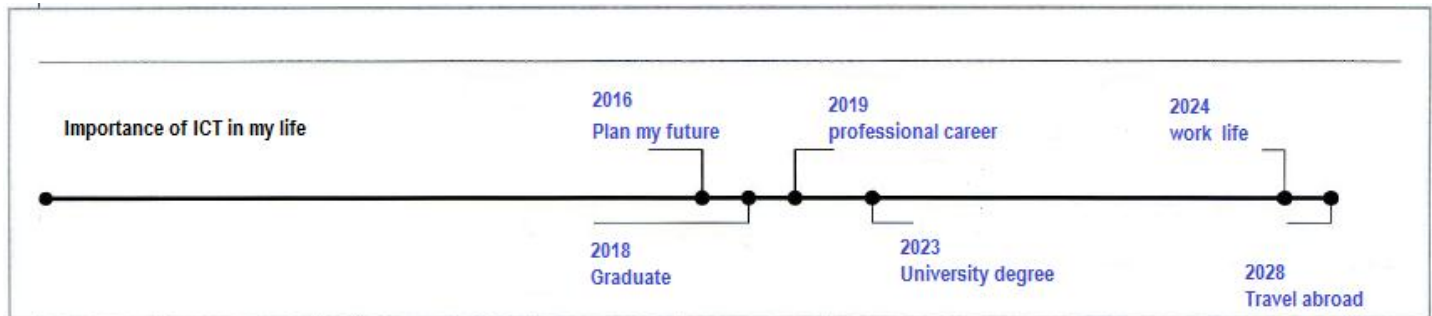 Importance of ICT in my life
2016
Plan my future
2018
Graduate
2019
professional career
2023
University degree
2024
work life
2028
Travel abroad